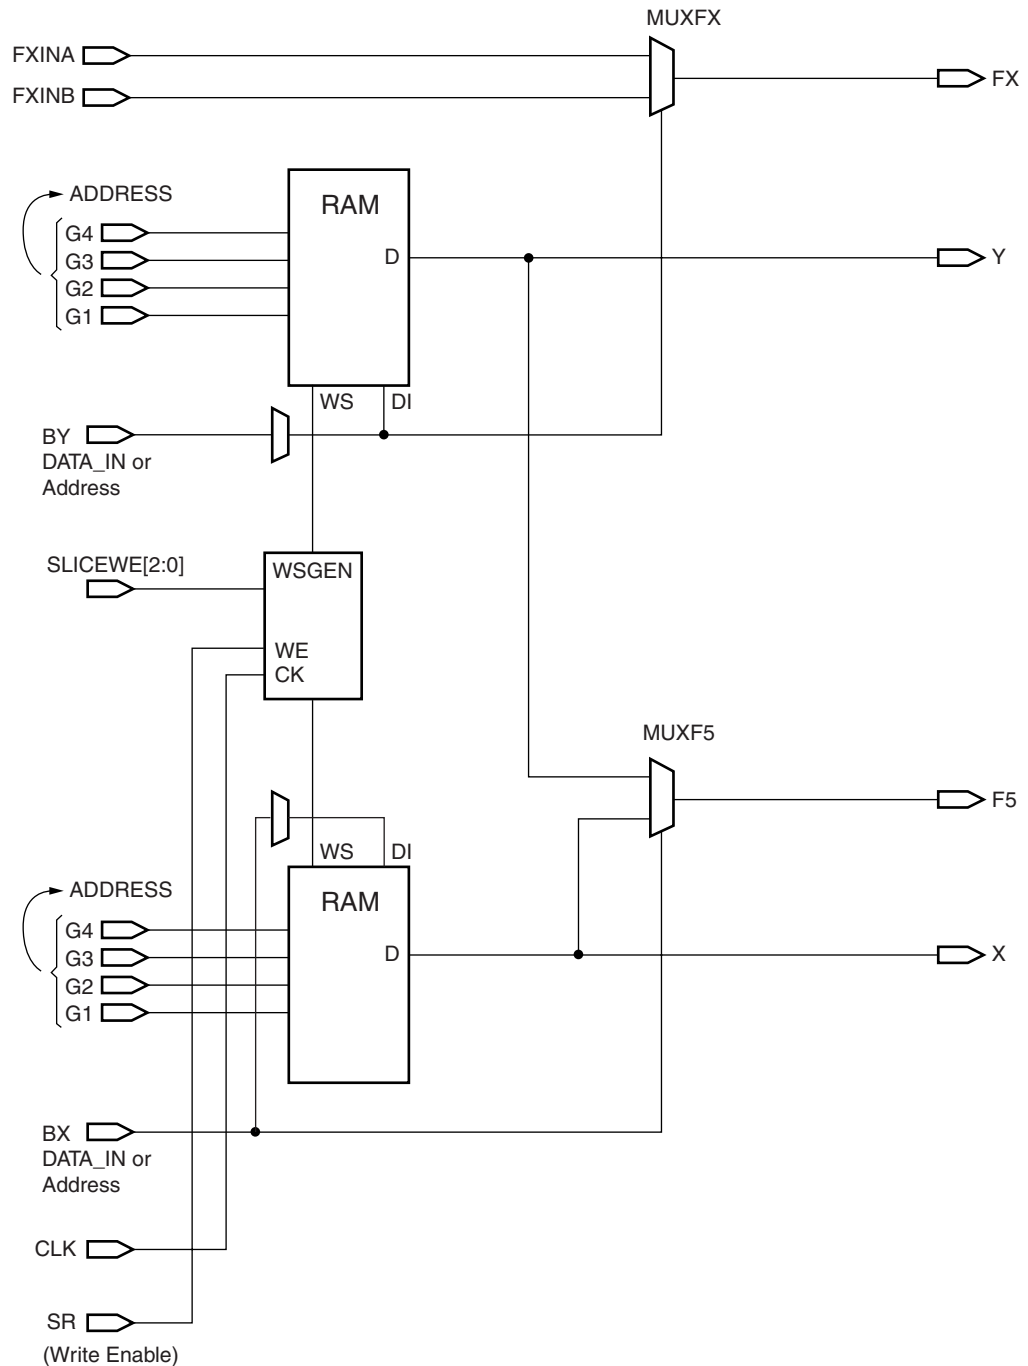 MUXFX
FXINA
FX
FXINB
ADDRESS
RAM
G4
G3
D
Y
G2
G1
WS
DI
BY
DATA_IN or
Address
SLICEWE[2:0]
WSGEN
WE
CK
MUXF5
F5
WS
DI
ADDRESS
RAM
G4
G3
D
X
G2
G1
BX
DATA_IN or
Address
CLK
SR
(Write Enable)